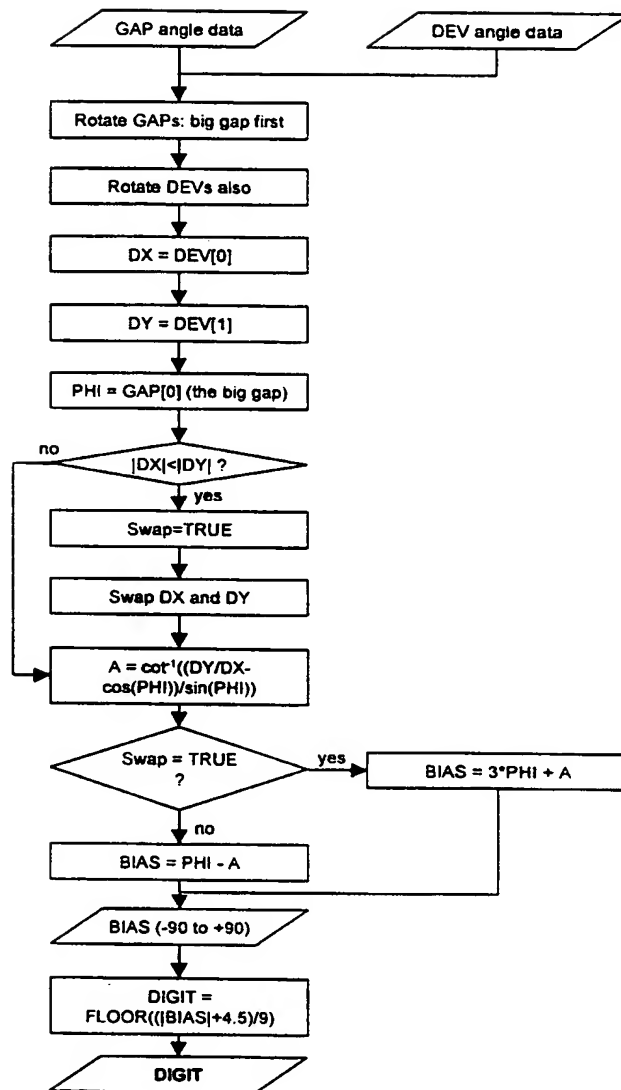 GAP angle data
DEV angle data
Rotate GAPs: big gap first
Rotate DEVs also
DX = DEV[0]
DY = DEV[1]
PHI = GAP[0] (the big gap)
no
|DX|<|DY| ?
yes
Swap=TRUE
Swap DX and DY
A = cot⁻¹((DY/DX-
cos(PHI))/sin(PHI))
Swap = TRUE
?
yes
BIAS = 3*PHI + A
no
BIAS = PHI - A
BIAS (-90 to +90)
DIGIT =
FLOOR((|BIAS|+4.5)/9)
DIGIT